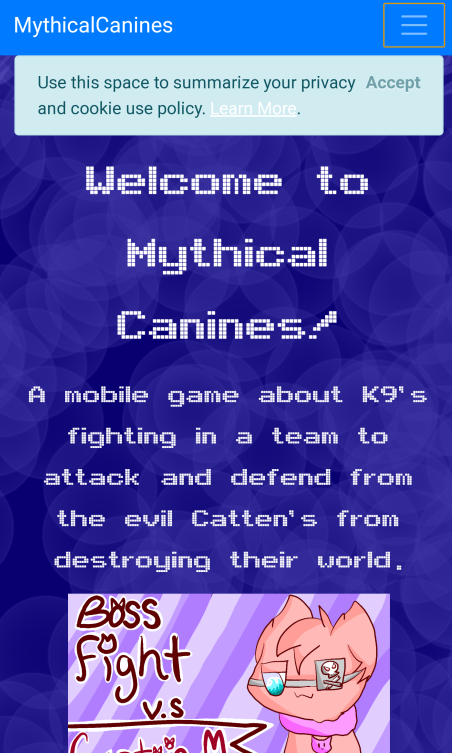 MythicalCanines
Use this space to summarize your privacy Accept
and cookie use policy. Learn More.
Welcome to
Mythical
Canines!
A mobile game about K9's
fighting in a team to
attack and defend from
the evil Catten's from
destroying their world.
Boss
fight
v.s